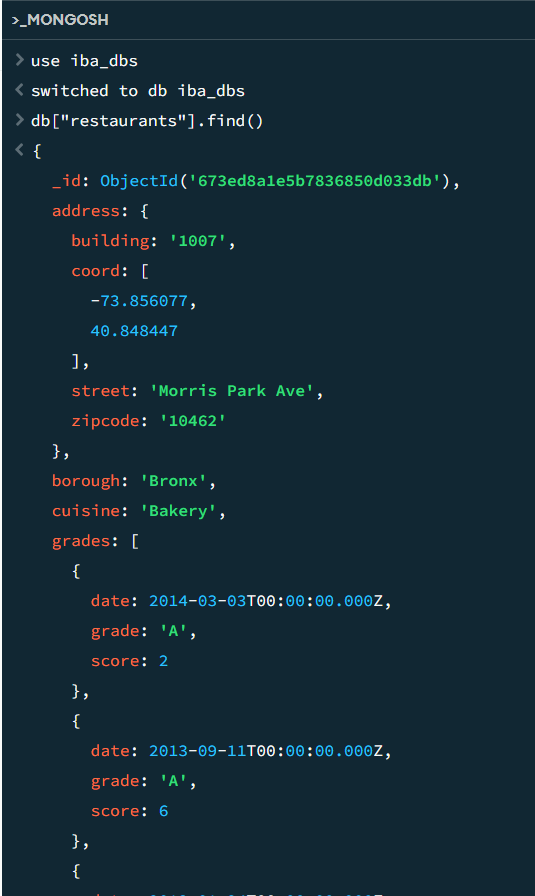 >_MONGOSH
> use iba_dbs
< switched to db iba_dbs
> db["restaurants"].find()
< {
_id: ObjectId('673ed8a1e5b7836850d033db'),
address: {
building: '1007',
coord: [
-73.856077,
40.848447
],
street: 'Morris Park Ave',
zipcode: '10462'
},
borough: 'Bronx',
cuisine: 'Bakery',
grades: [
{
date: 2014-03-03T00:00:00.000Z,
grade: 'A',
score: 2
},
{
date: 2013-09-11T00:00:00.000Z,
grade: 'A',
score: 6
},
{